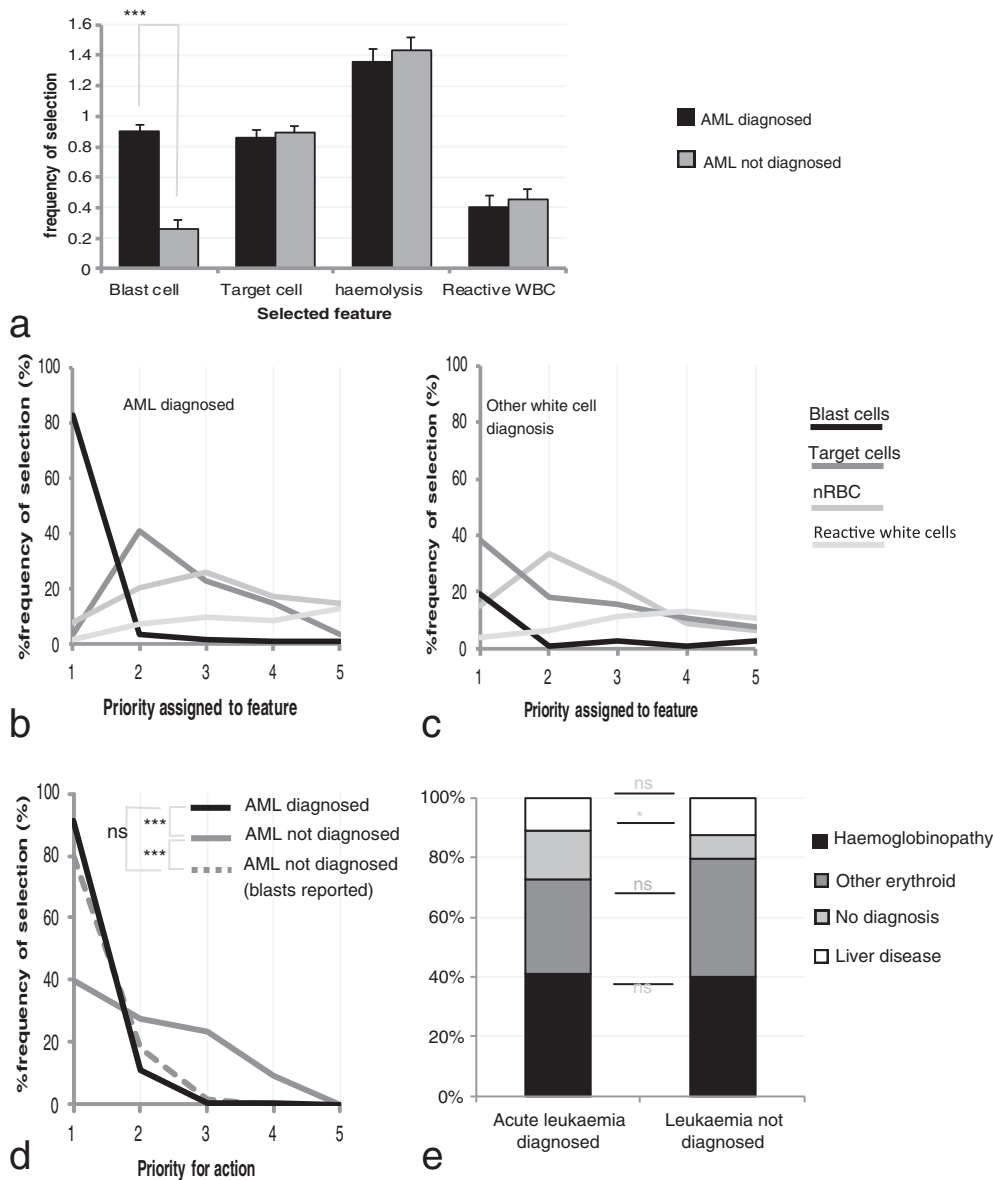 ***
1.6
1.4
1.2
1
0.8
0.6
0.4
0.2
0
frequency of selection
Blast cell
Target cell
haemolysis
Reactive WBC
Selected feature
AML diagnosed
AML not diagnosed
a
100
80
60
40
20
0
%frequency of selection (%)
AML diagnosed
1 2 3 4 5
Priority assigned to feature
b
100
80
60
40
20
0
%frequency of selection (%)
Other white cell
diagnosis
1 2 3 4 5
Priority assigned to feature
c
Blast cells
Target cells
nRBC
Reactive white cells
100
80
60
40
20
0
%frequency of selection (%)
ns
***
***
AML diagnosed
AML not diagnosed
AML not diagnosed
(blasts reported)
1 2 3 4 5
Priority for action
d
100%
80%
60%
40%
20%
0%
ns
*
ns
ns
Acute leukaemia
diagnosed
Leukaemia not
diagnosed
Haemoglobinopathy
Other erythroid
No diagnosis
Liver disease
e